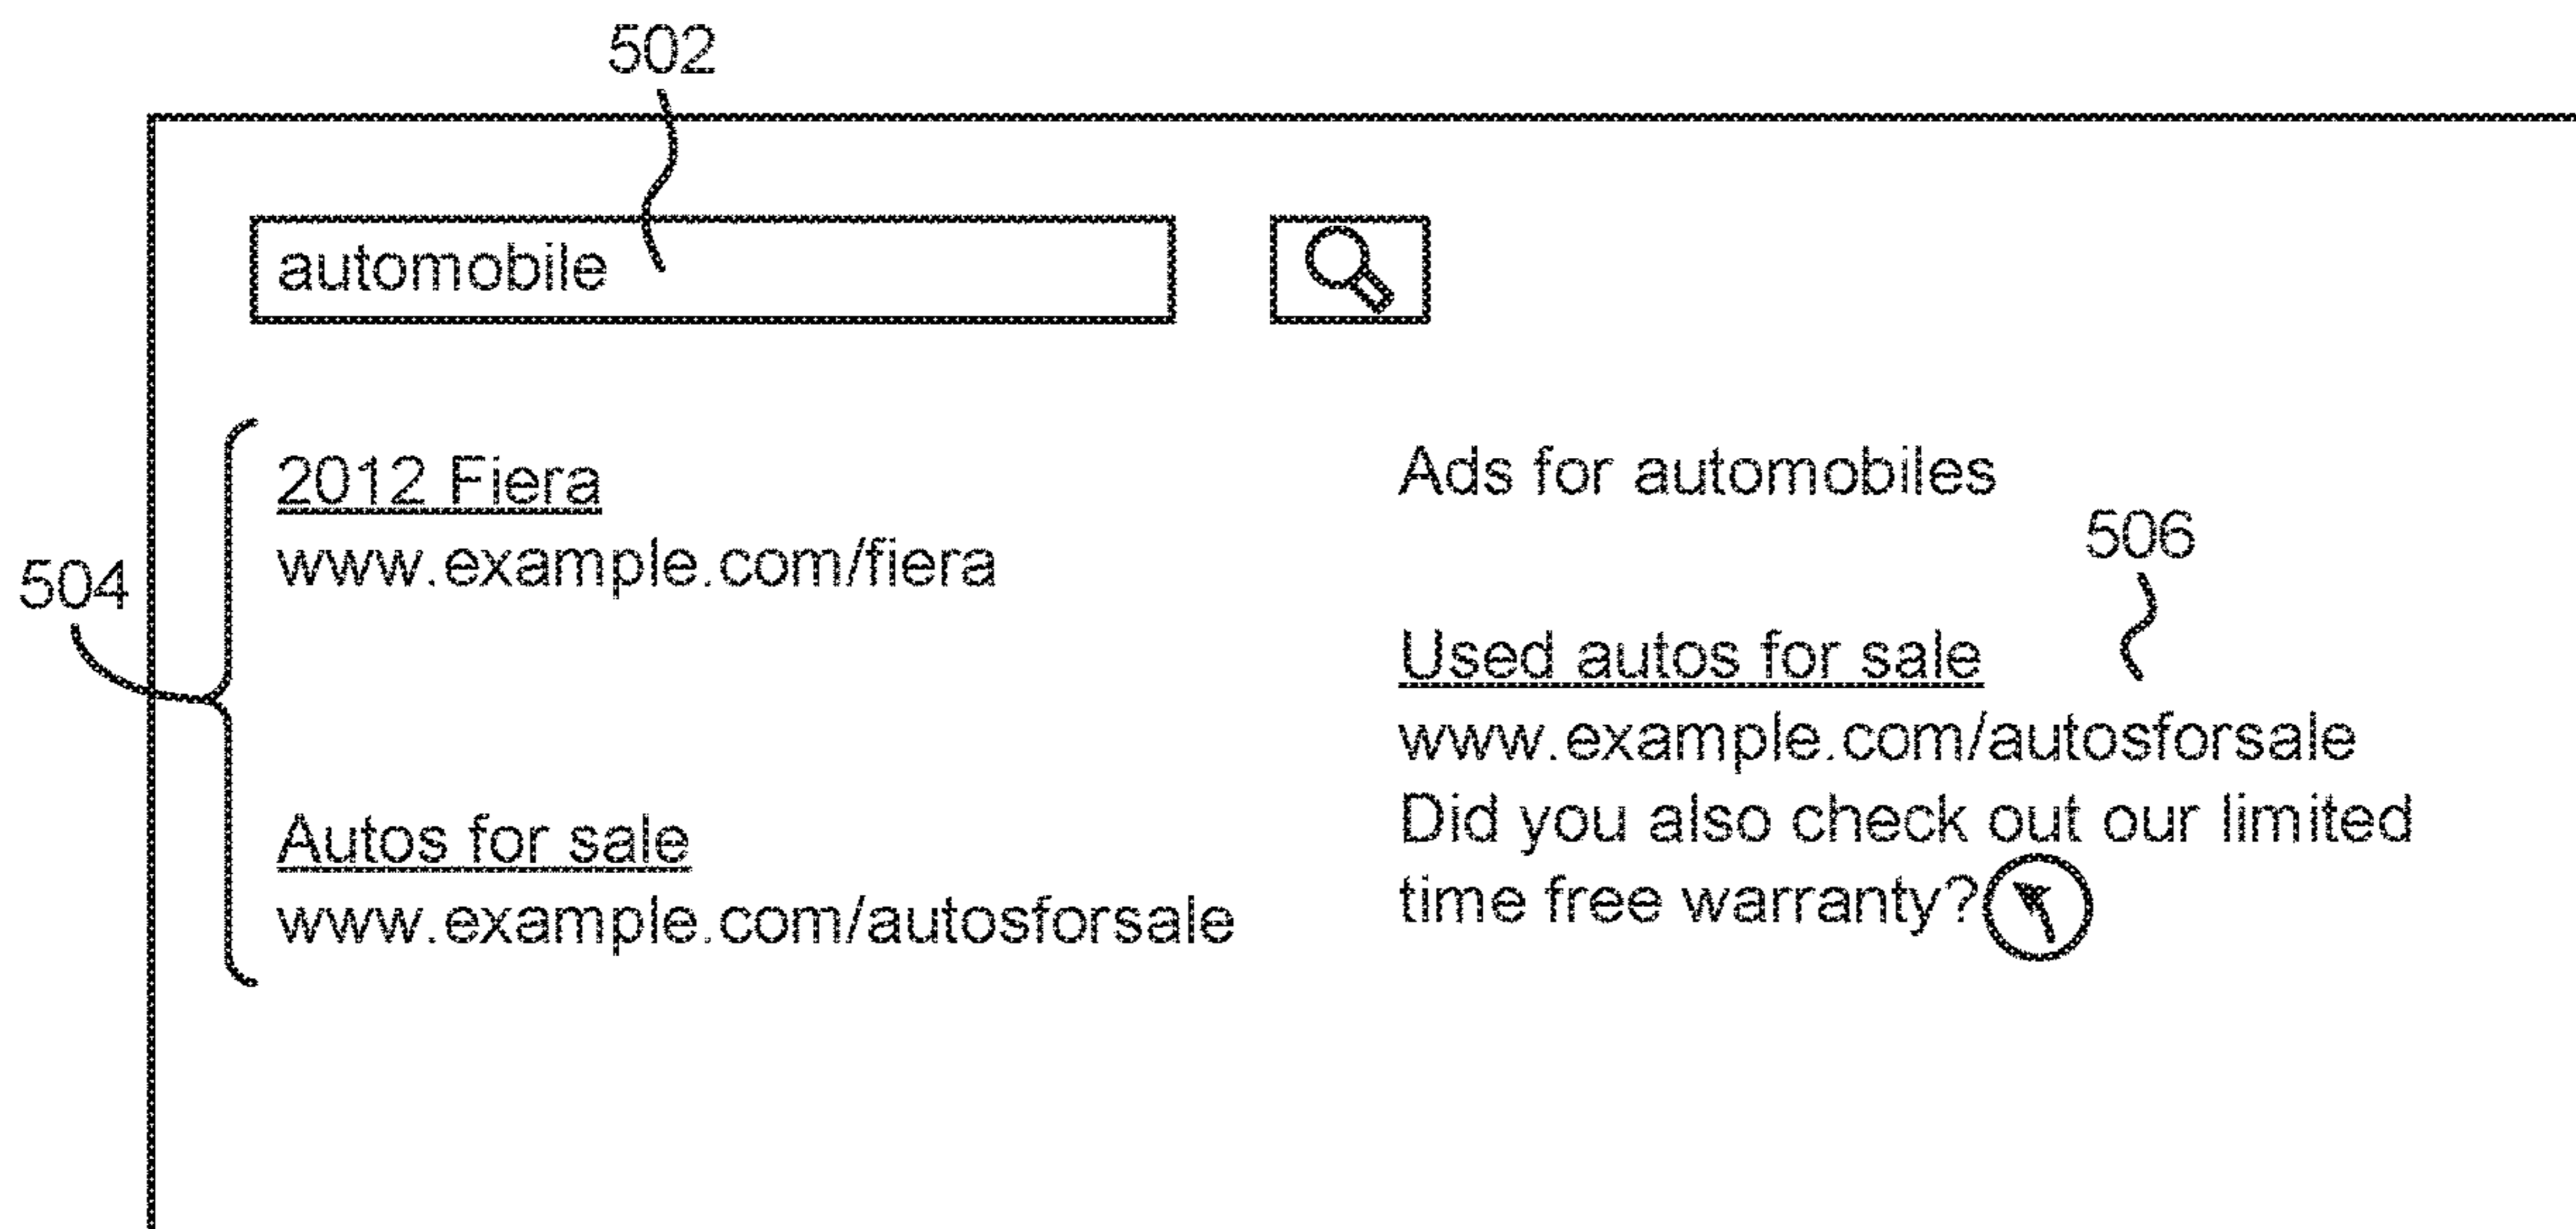 502
automobile
504
2012 Fiera
www.example.com/fiera
Autos for sale
www.example.com/autosforsale
Ads for automobiles
506
Used autos for sale
www.example.com/autosforsale
Did you also check out our limited
time free warranty?